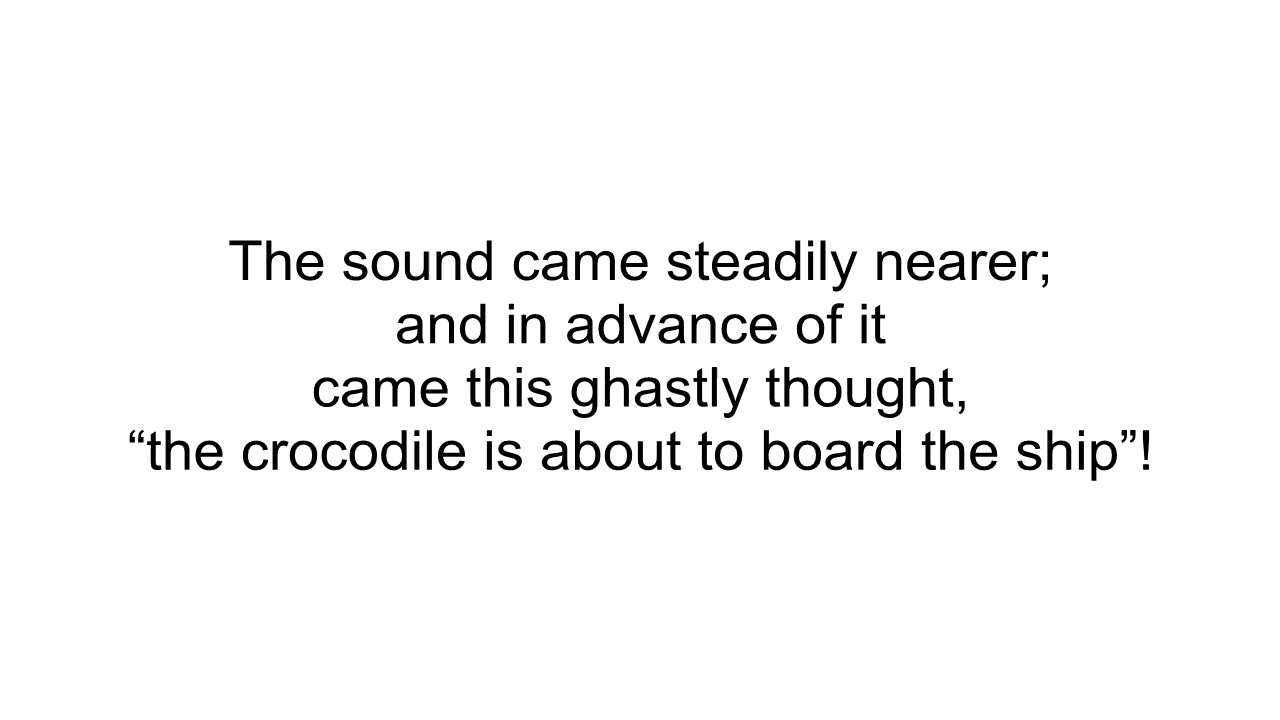 The sound came steadily nearer;
and in advance of it
came this ghastly thought,
“the crocodile is about to board the ship”!